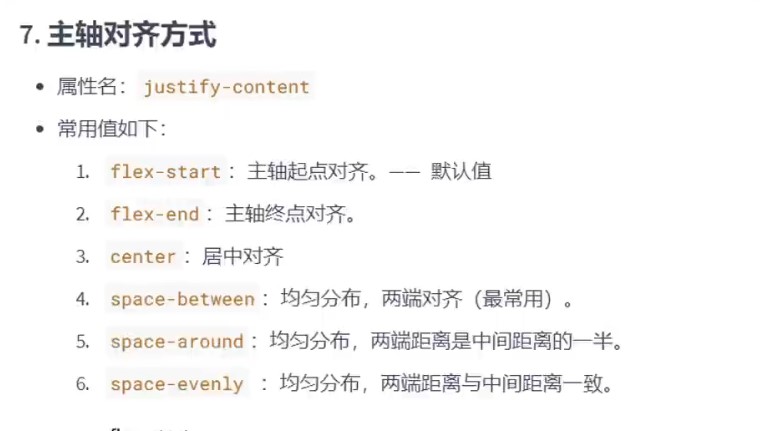 7. 主轴对齐方式
属性名：justify-content
常用值如下：
1. flex-start：主轴起点对齐。—— 默认值
2. flex-end：主轴终点对齐。
3. center：居中对齐
4. space-between：均匀分布，两端对齐（最常用）。
5. space-around：均匀分布，两端距离是中间距离的一半。
6. space-evenly ：均匀分布，两端距离与中间距离一致。